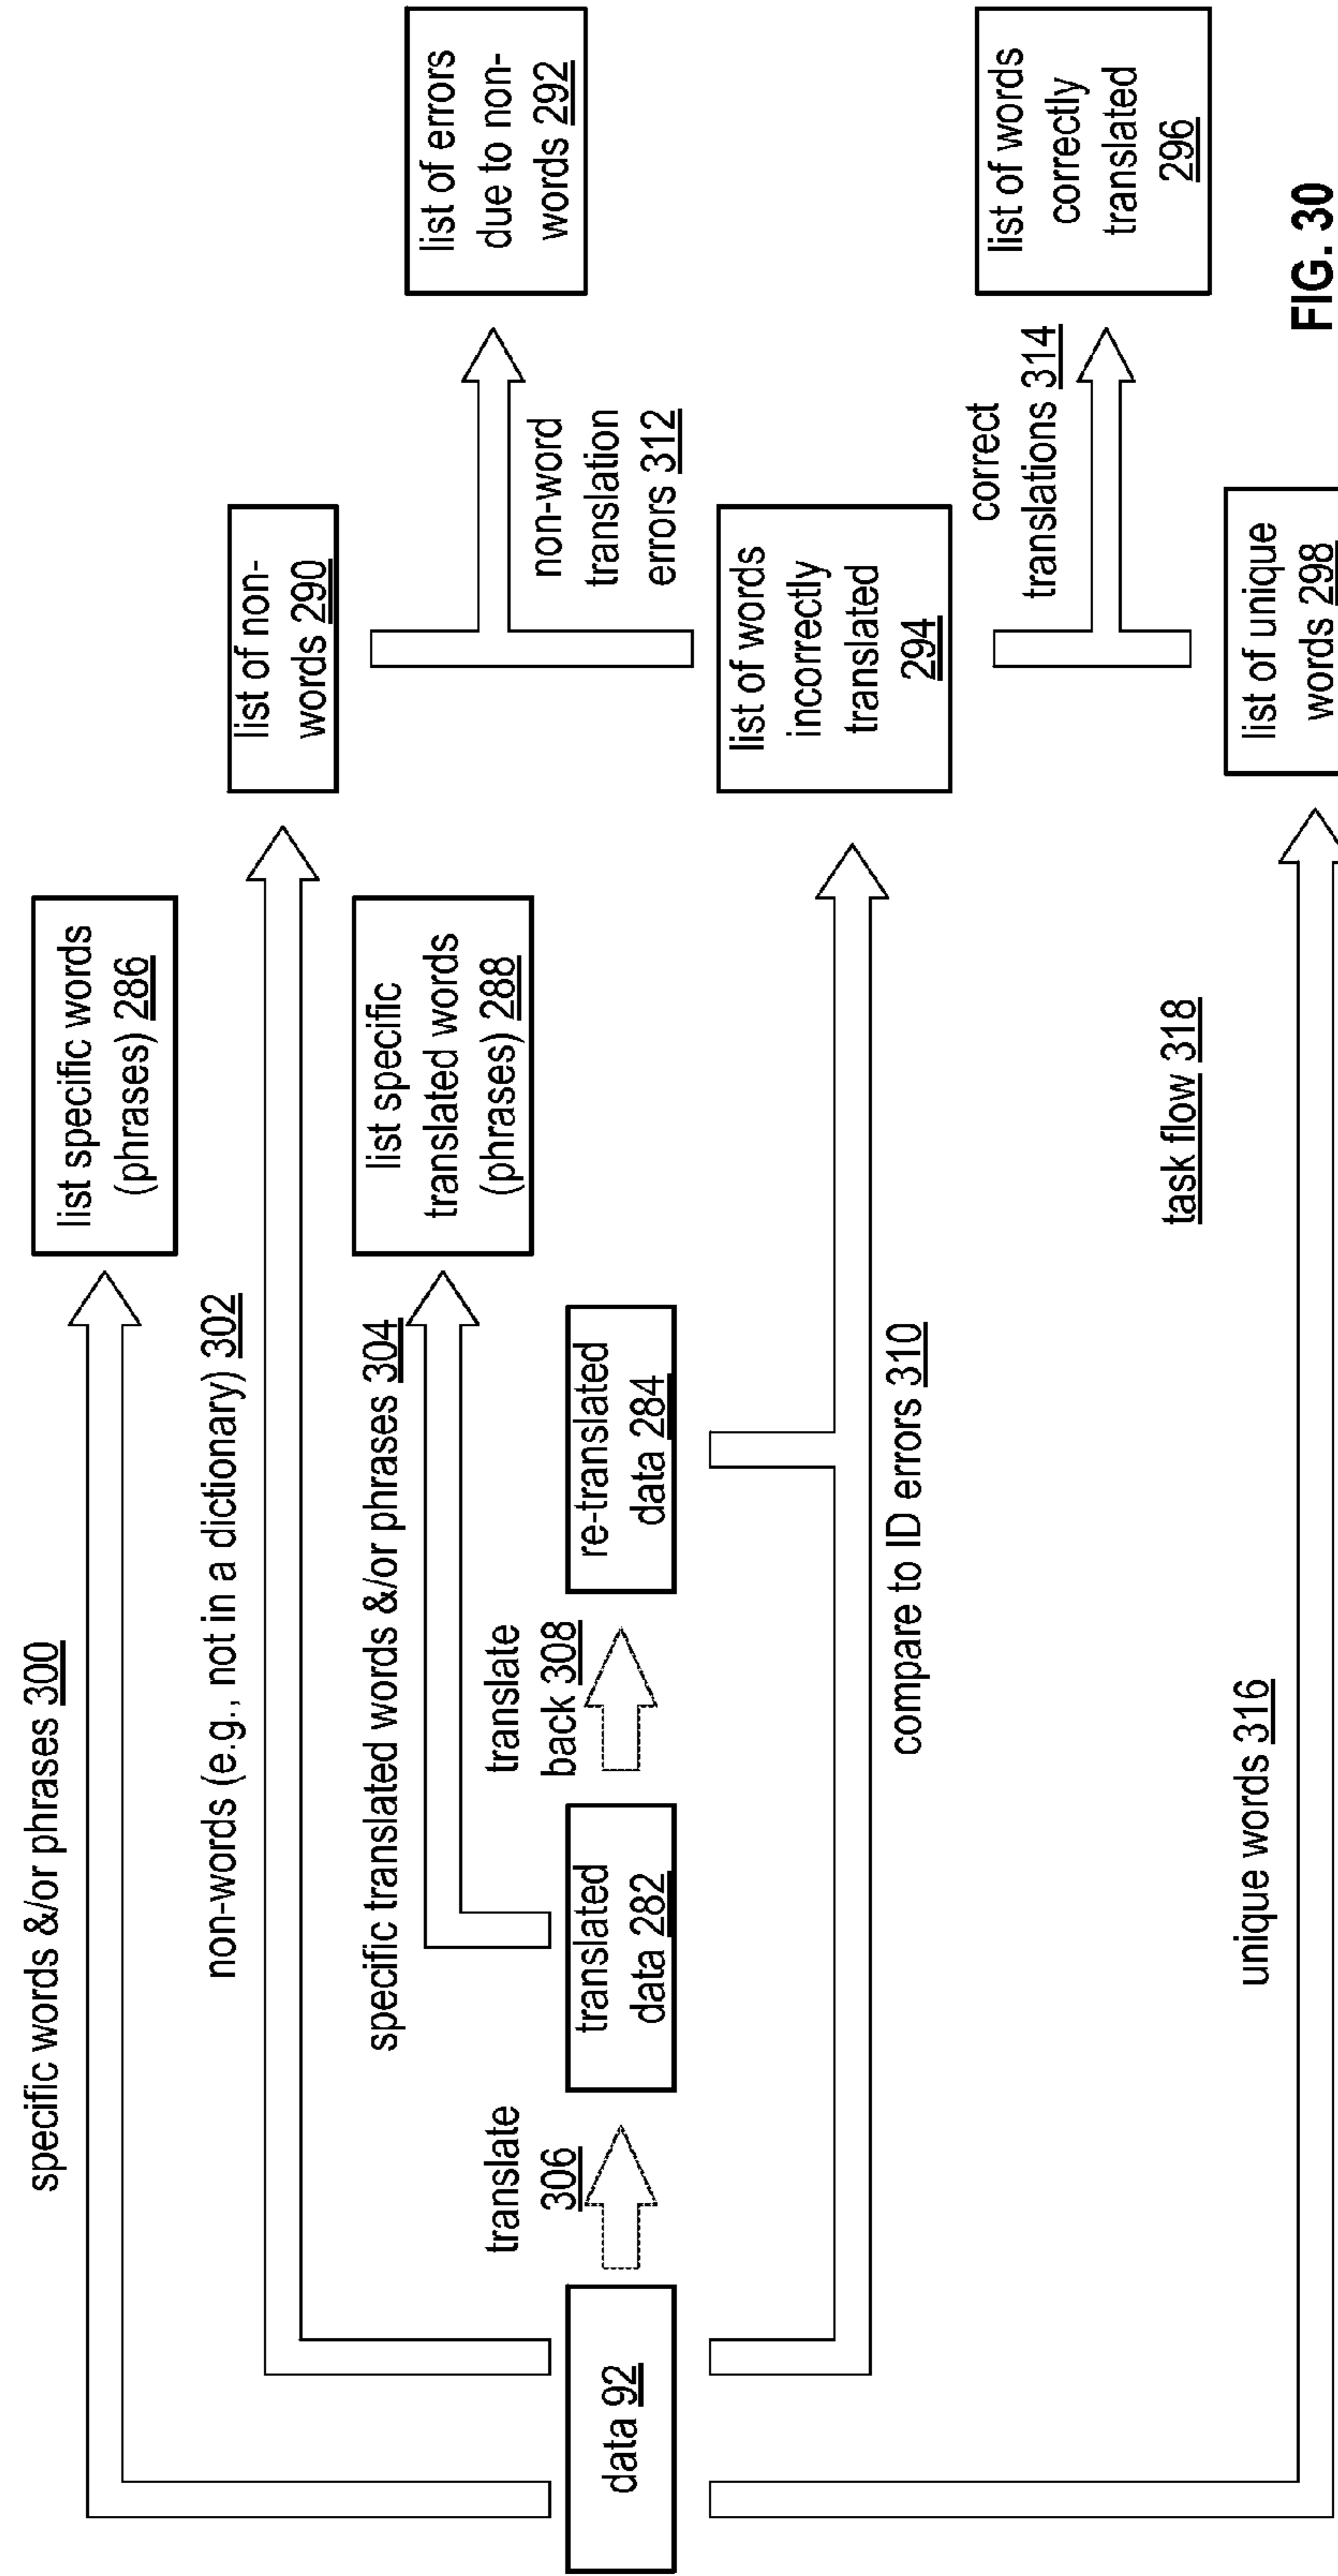 specific words &/or phrases 300
list specific words
(phrases) 286
non-words (e.g., not in a dictionary) 302
list of non-
words 290
list of errors
due to non-
words 292
specific translated words &/or phrases 304
list specific
translated words
(phrases) 288
non-word
translation
errors 312
data 92
translate
306
translated
data 282
translate
back 308
re-translated
data 284
compare to ID errors 310
list of words
incorrectly
translated
294
correct
translations 314
list of words
correctly
translated
296
task flow 318
unique words 316
list of unique
words 298
FIG. 30